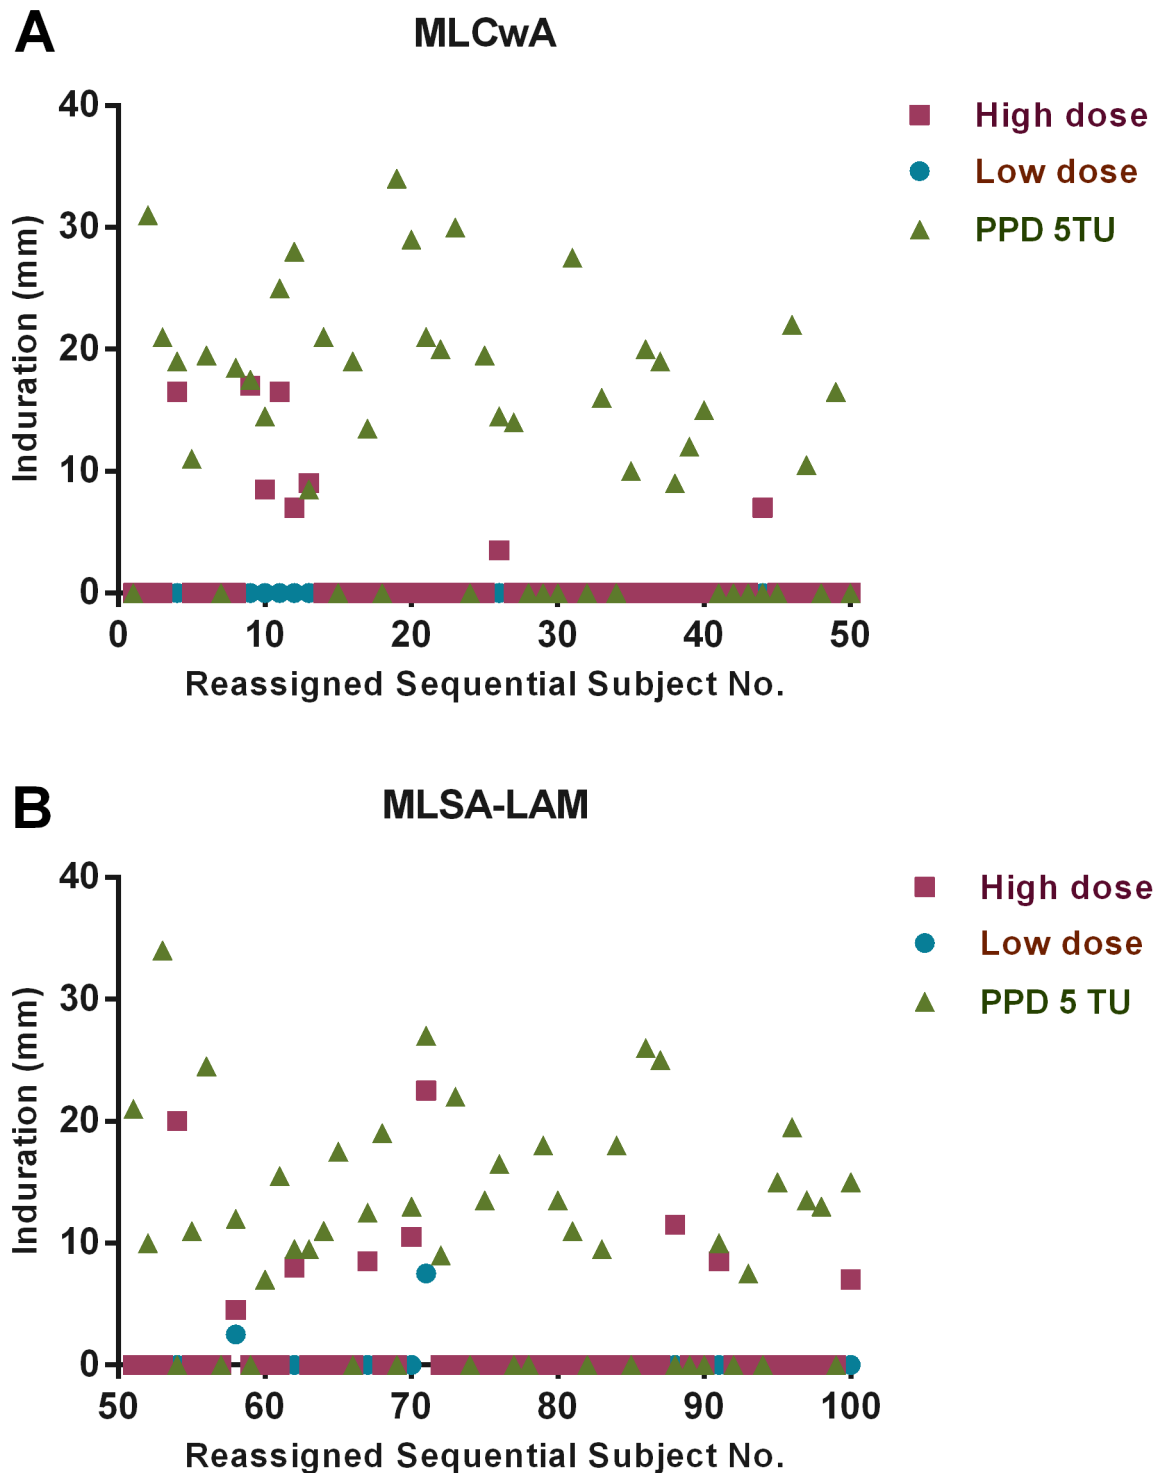 A
MLCwA
40
30
20
10
0
Induration (mm)
0 10 20 30 40 50
Reassigned Sequential Subject No.
High dose
Low dose
PPD 5TU
B
MLSA-LAM
40
30
20
10
0
Induration (mm)
50 60 70 80 90 100
Reassigned Sequential Subject No.
High dose
Low dose
PPD 5 TU